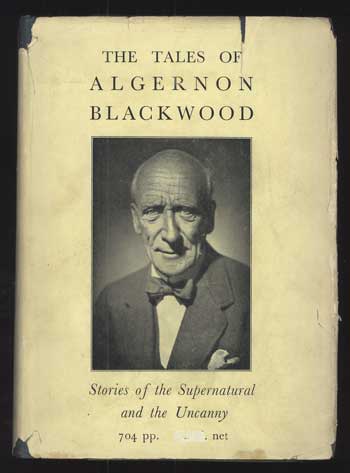 THE TALES OF
ALGERNON
BLACKWOOD
Stories of the Supernatural
and the Uncanny
704 pp. net